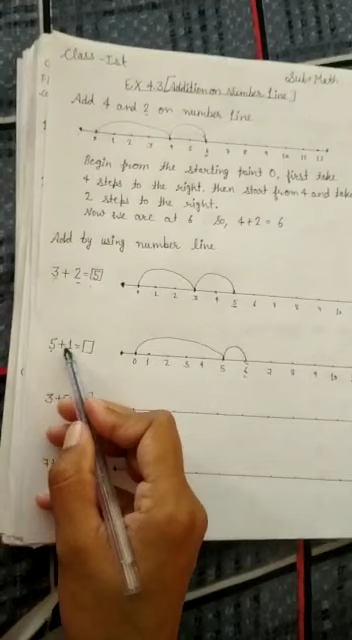 Class - Ist
Sub - Math
EX 4.3 [Addition on Number Line]
Add 4 and 2 on number line
0 1 2 3 4 5 6 7 8 9 10 11 12
Begin from the starting point 0, first take
4 steps to the right. then start from 4 and take
2 steps to the right.
Now we are at 6 So, 4+2 = 6
Add by using number line
3 + 2 = 5
0 1 2 3 4 5 6 7 8 9 10
5 + 1 =
0 1 2 3 4 5 6 7 8 9 10
3 +